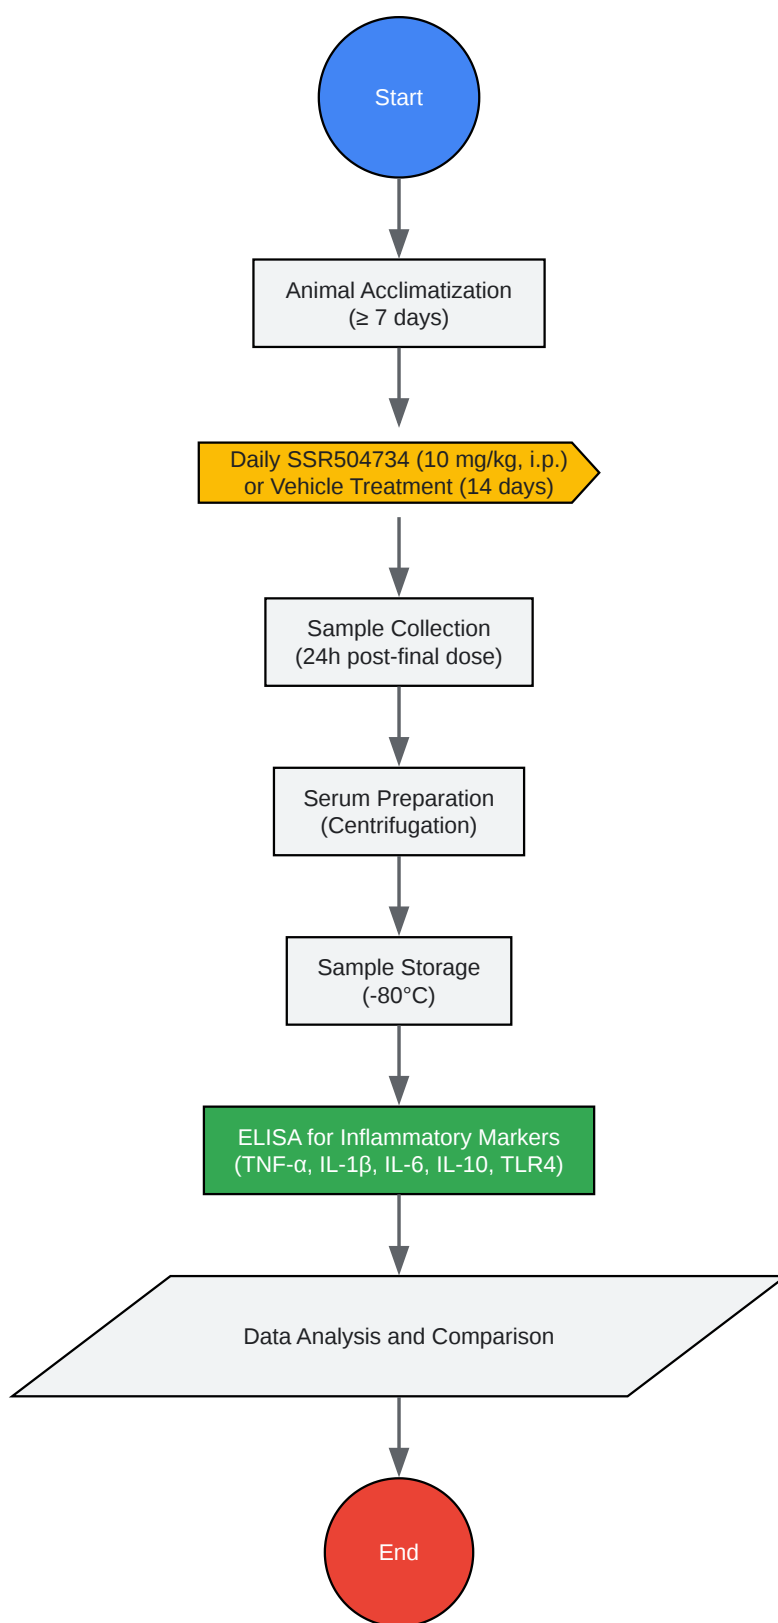 Start
Animal Acclimatization
(≥ 7 days)
Daily SSR504734 (10 mg/kg, i.p.)
or Vehicle Treatment (14 days)
Sample Collection
(24h post-final dose)
Serum Preparation
(Centrifugation)
Sample Storage
(-80°C)
ELISA for Inflammatory Markers
(TNF-α, IL-1β, IL-6, IL-10, TLR4)
Data Analysis and Comparison
End